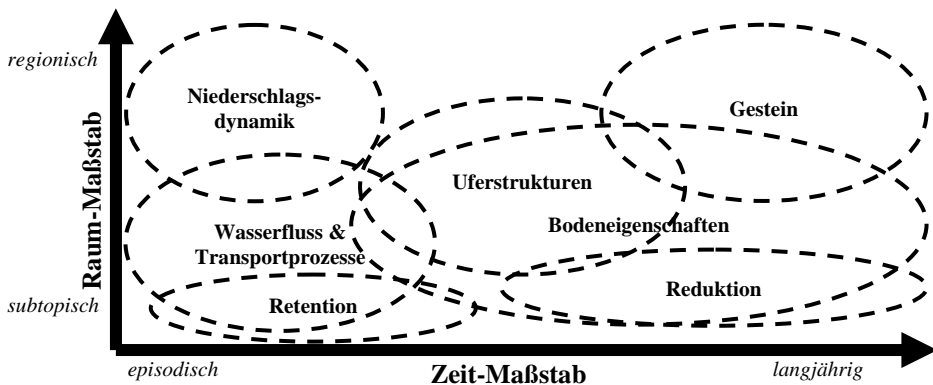 regionisch
Niederschlags-
dynamik
Gestein
Uferstrukturen
Raum-Maßstab
Wasserfluss &
Transportprozesse
Bodeneigenschaften
subtopisch
Retention
Reduktion
episodisch
Zeit-Maßstab
langjährig